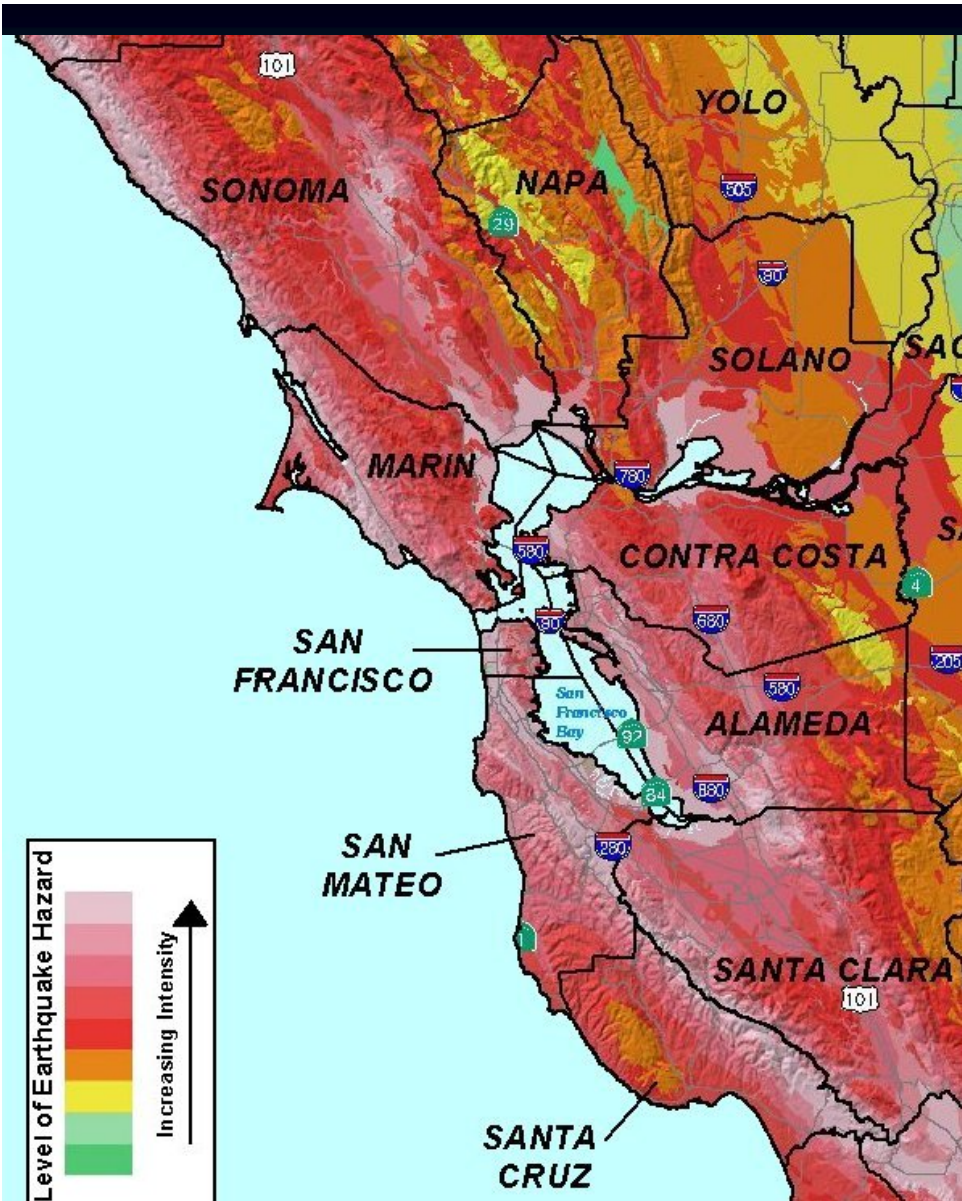 101
YOLO
SONOMA
NAPA
505
29
80
SOLANO
SAC
MARIN
780
580
CONTRA COSTA
SA
4
80
680
SAN
FRANCISCO
205
580
San
Francisco
Bay
ALAMEDA
92
880
84
SAN
MATEO
280
1
SANTA CLARA
101
SANTA
CRUZ
Level of Earthquake Hazard
Increasing Intensity